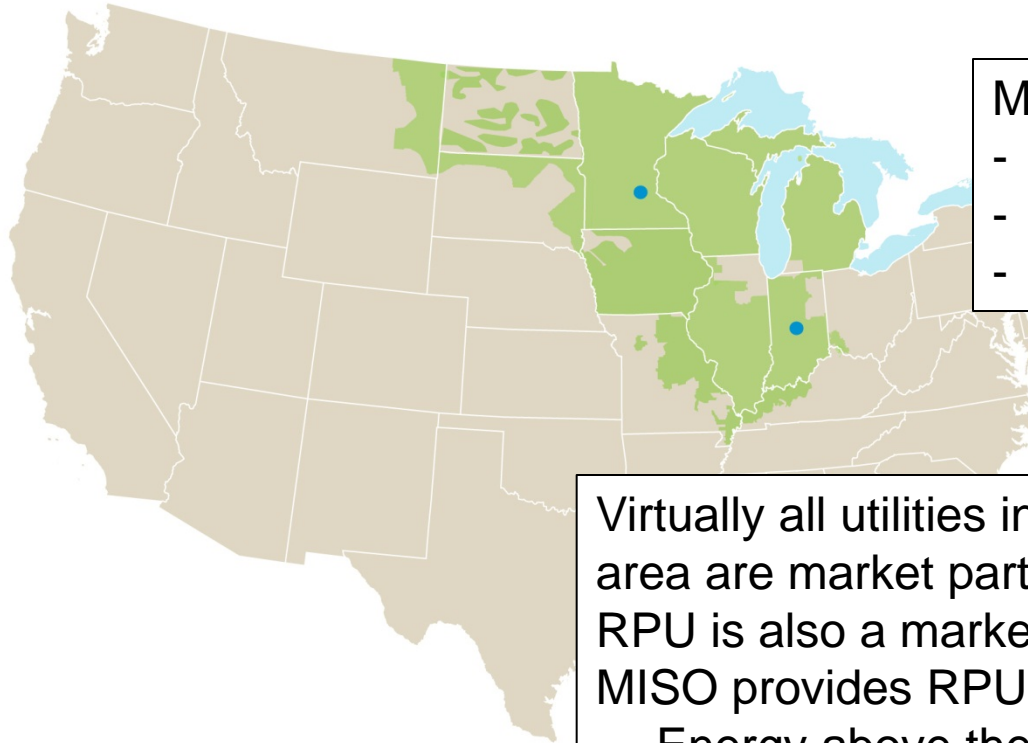 M
-
-
-
Virtually all utilities in
area are market part
RPU is also a marke
MISO provides RPU
Energy above the